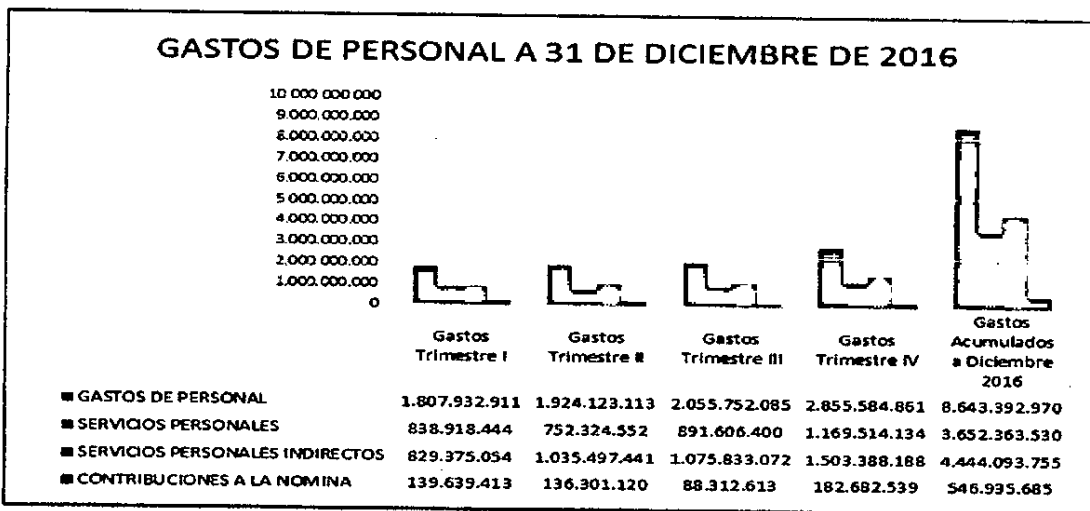 GASTOS DE PERSONAL A 31 DE DICIEMBRE DE 2016
10.000.000.000
9.000.000.000
8.000.000.000
7.000.000.000
6.000.000.000
5.000.000.000
4.000.000.000
3.000.000.000
2.000.000.000
1.000.000.000
0
Gastos Trimestre I
Gastos Trimestre II
Gastos Trimestre III
Gastos Trimestre IV
Gastos Acumulados a Diciembre 2016
GASTOS DE PERSONAL 1.807.932.911 1.924.123.113 2.055.752.085 2.855.584.861 8.643.392.970
SERVICIOS PERSONALES 838.918.444 752.324.552 891.606.400 1.169.514.134 3.652.363.530
SERVICIOS PERSONALES INDIRECTOS 829.375.054 1.035.497.441 1.075.833.072 1.503.388.188 4.444.093.755
CONTRIBUCIONES A LA NOMINA 139.639.413 136.301.120 88.312.613 182.682.539 546.935.685